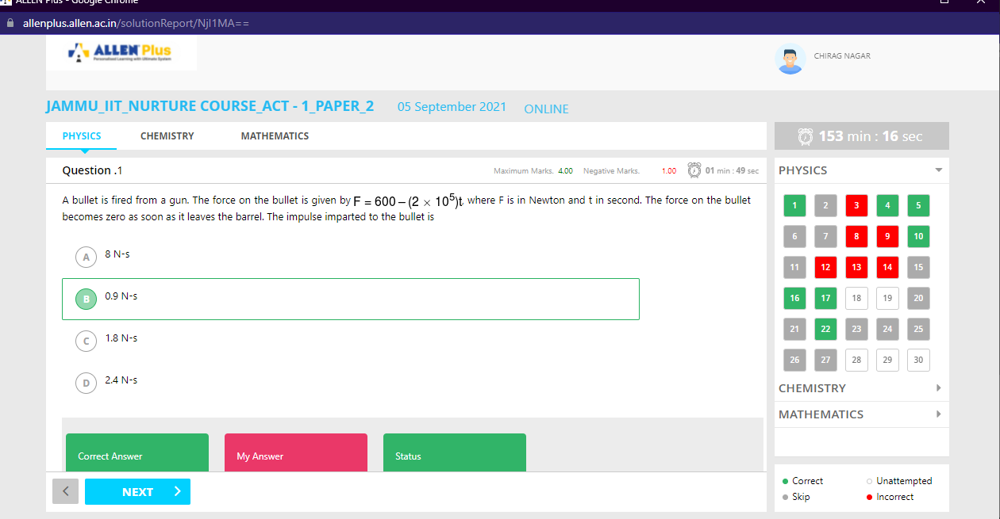 ALLEN Plus - Google Chrome
allenplus.allen.ac.in/solutionReport/NjI1MA==
ALLEN Plus
Personalised Learning with Ultimate System
CHIRAG NAGAR
JAMMU_IIT_NURTURE COURSE_ACT - 1_PAPER_2 05 September 2021 ONLINE
PHYSICS CHEMISTRY MATHEMATICS
153 min : 16 sec
Question .1 Maximum Marks. 4.00 Negative Marks. 1.00 01 min : 49 sec
A bullet is fired from a gun. The force on the bullet is given by F = 600 – (2 × 10⁵)t, where F is in Newton and t in second. The force on the bullet
becomes zero as soon as it leaves the barrel. The impulse imparted to the bullet is
A 8 N-s
B 0.9 N-s
C 1.8 N-s
D 2.4 N-s
Correct Answer My Answer Status
NEXT
PHYSICS
1 2 3 4 5
6 7 8 9 10
11 12 13 14 15
16 17 18 19 20
21 22 23 24 25
26 27 28 29 30
CHEMISTRY
MATHEMATICS
Correct Unattempted
Skip Incorrect